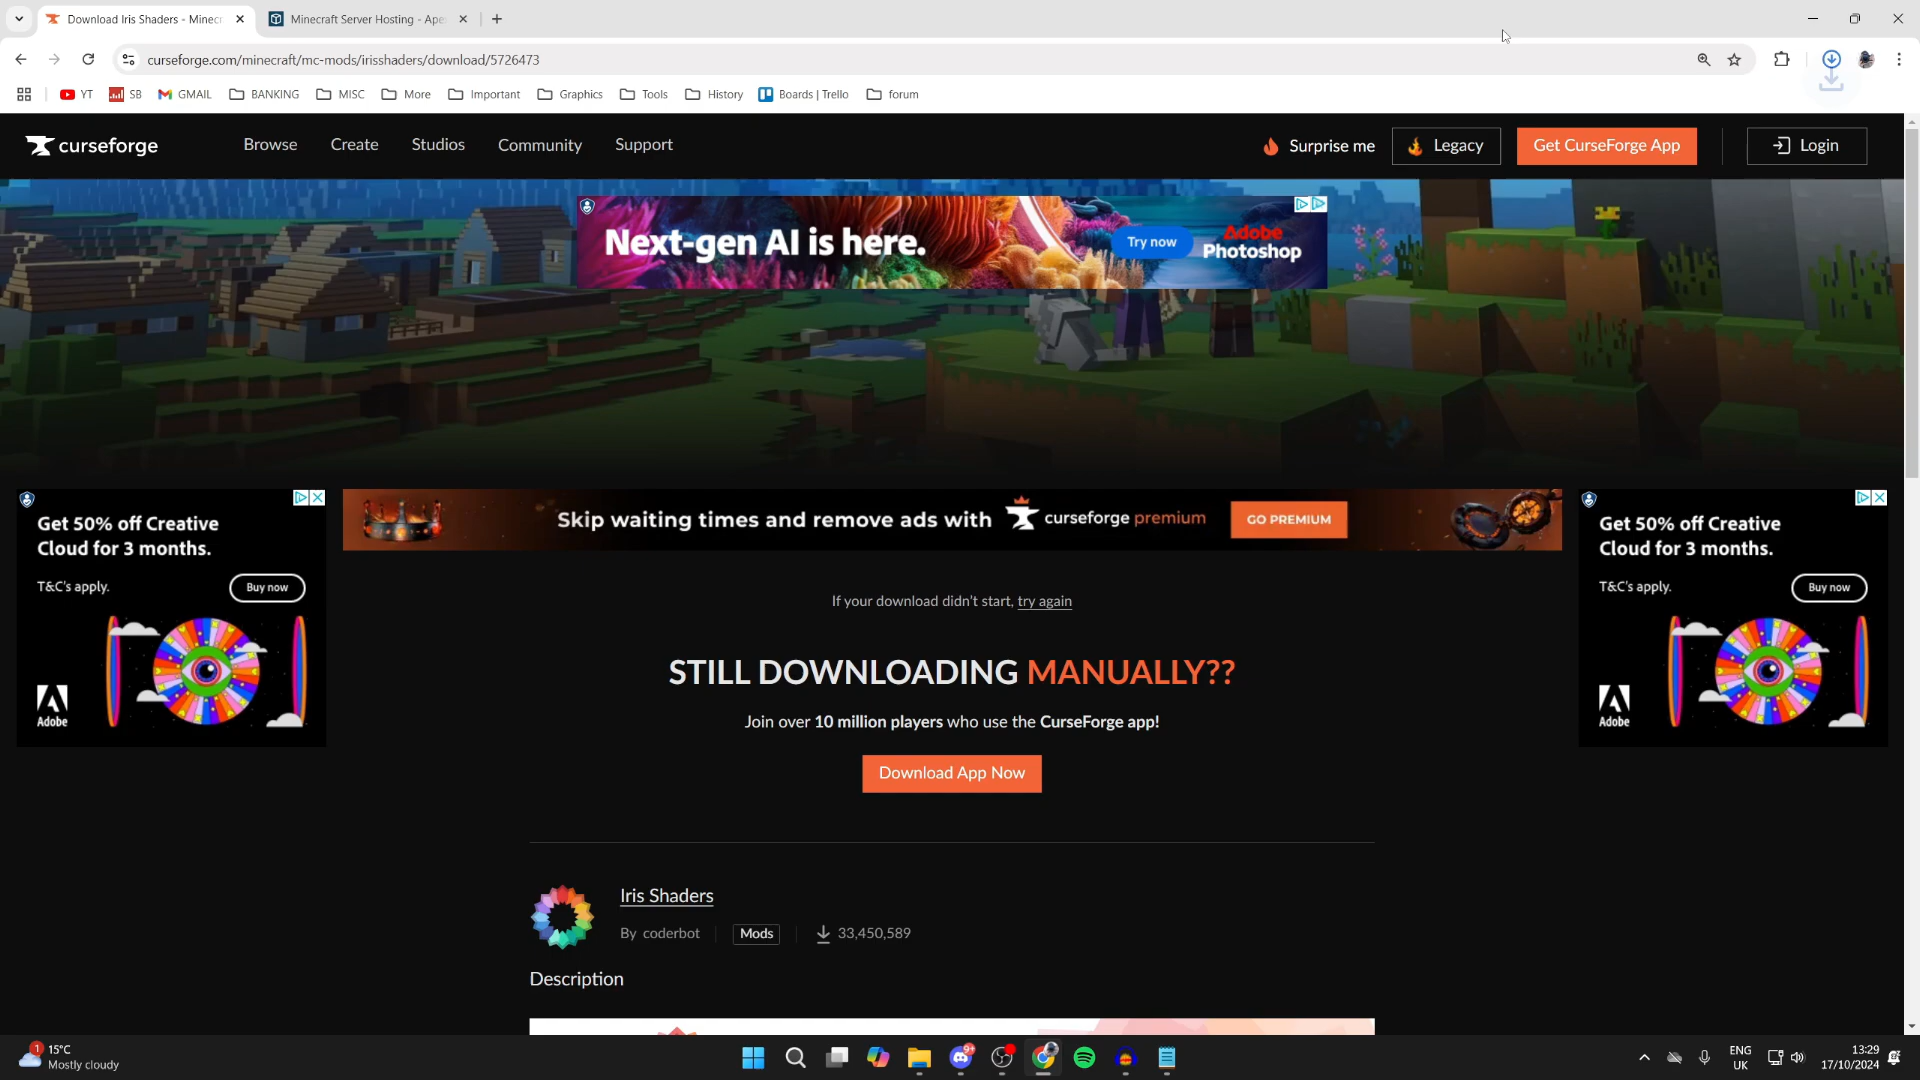 Download Iris Shaders - Minec
Minecraft Server Hosting - Ape
curseforge.com/minecraft/mc-mods/irisshaders/download/5726473
YT
SB
GMAIL
BANKING
MISC
More
Important
Graphics
Tools
History
Boards | Trello
forum
curseforge
Browse
Create
Studios
Community
Support
Surprise me
Legacy
Get CurseForge App
Login
Next-gen AI is here.
Try now
Adobe
Photoshop
Get 50% off Creative
Cloud for 3 months.
T&C's apply.
Buy now
Adobe
Skip waiting times and remove ads with curseforge premium
GO PREMIUM
Get 50% off Creative
Cloud for 3 months.
T&C's apply.
Buy now
Adobe
If your download didn't start, try again
STILL DOWNLOADING MANUALLY??
Join over 10 million players who use the CurseForge app!
Download App Now
Iris Shaders
By coderbot
Mods
33,450,589
Description
1
15°C
Mostly cloudy
9+
ENG
UK
13:29
17/10/2024